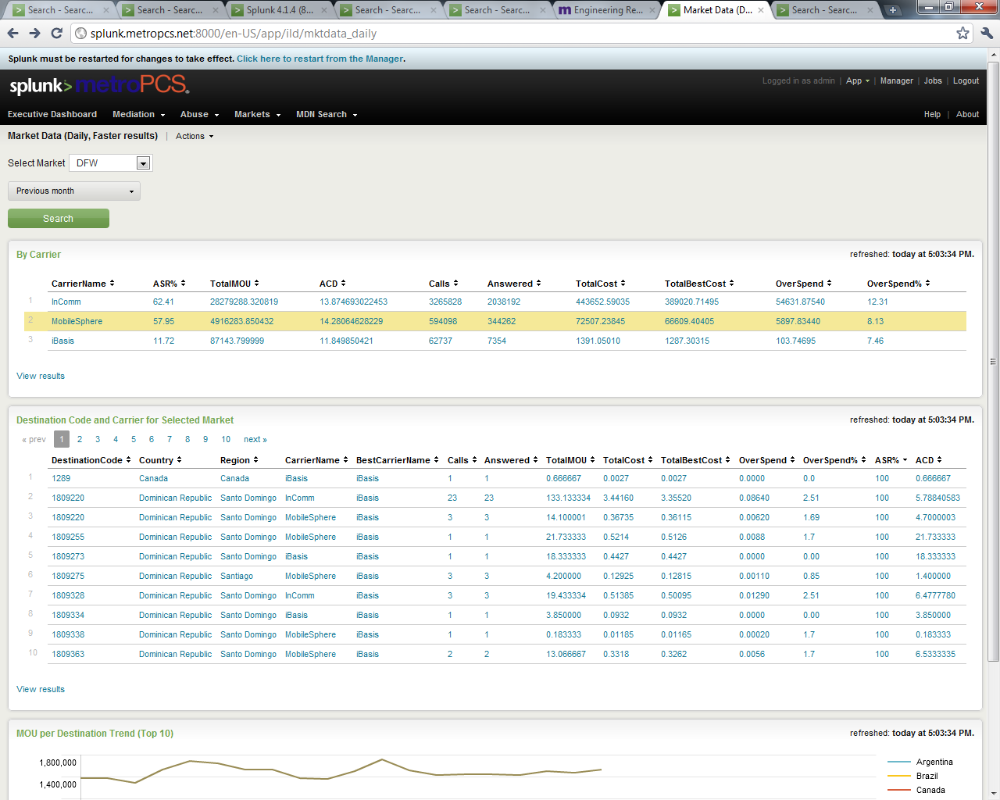 Search - Searc... Search - Searc... Splunk 4.1.4 (8... Search - Searc... Search - Searc... Engineering Re... Market Data (D... Search - Searc...
splunk.metropcs.net:8000/en-US/app/ild/mktdata_daily
Splunk must be restarted for changes to take effect. Click here to restart from the Manager.
splunk> metroPCS. Logged in as admin | App | Manager | Jobs | Logout
Executive Dashboard Mediation Abuse Markets MDN Search Help | About
Market Data (Daily, Faster results) | Actions
Select Market DFW
Previous month
Search
By Carrier refreshed: today at 5:03:34 PM.
CarrierName ASR% TotalMOU ACD Calls Answered TotalCost TotalBestCost OverSpend OverSpend%
1 InComm 62.41 28279288.320819 13.874693022453 3265828 2038192 443652.59035 389020.71495 54631.87540 12.31
2 MobileSphere 57.95 4916283.850432 14.28064628229 594098 344262 72507.23845 66609.40405 5897.83440 8.13
3 iBasis 11.72 87143.799999 11.849850421 62737 7354 1391.05010 1287.30315 103.74695 7.46
View results
Destination Code and Carrier for Selected Market refreshed: today at 5:03:34 PM.
« prev 1 2 3 4 5 6 7 8 9 10 next »
DestinationCode Country Region CarrierName BestCarrierName Calls Answered TotalMOU TotalCost TotalBestCost OverSpend OverSpend% ASR% ACD
1 1289 Canada Canada iBasis iBasis 1 1 0.666667 0.0027 0.0027 0.0000 0.0 100 0.666667
2 1809220 Dominican Republic Santo Domingo InComm iBasis 23 23 133.133334 3.44160 3.35520 0.08640 2.51 100 5.78840583
3 1809220 Dominican Republic Santo Domingo MobileSphere iBasis 3 3 14.100001 0.36735 0.36115 0.00620 1.69 100 4.7000003
4 1809255 Dominican Republic Santo Domingo MobileSphere iBasis 1 1 21.733333 0.5214 0.5126 0.0088 1.7 100 21.733333
5 1809273 Dominican Republic Santo Domingo iBasis iBasis 1 1 18.333333 0.4427 0.4427 0.0000 0.00 100 18.333333
6 1809275 Dominican Republic Santiago MobileSphere iBasis 3 3 4.200000 0.12925 0.12815 0.00110 0.85 100 1.400000
7 1809328 Dominican Republic Santo Domingo InComm iBasis 3 3 19.433334 0.51385 0.50095 0.01290 2.51 100 6.4777780
8 1809334 Dominican Republic Santo Domingo iBasis iBasis 1 1 3.850000 0.0932 0.0932 0.0000 0.00 100 3.850000
9 1809338 Dominican Republic Santo Domingo MobileSphere iBasis 1 1 0.183333 0.01185 0.01165 0.00020 1.7 100 0.183333
10 1809363 Dominican Republic Santo Domingo MobileSphere iBasis 2 2 13.066667 0.3318 0.3262 0.0056 1.7 100 6.5333335
View results
MOU per Destination Trend (Top 10) refreshed: today at 5:03:34 PM.
1,800,000 Argentina
Brazil
1,400,000
Canada